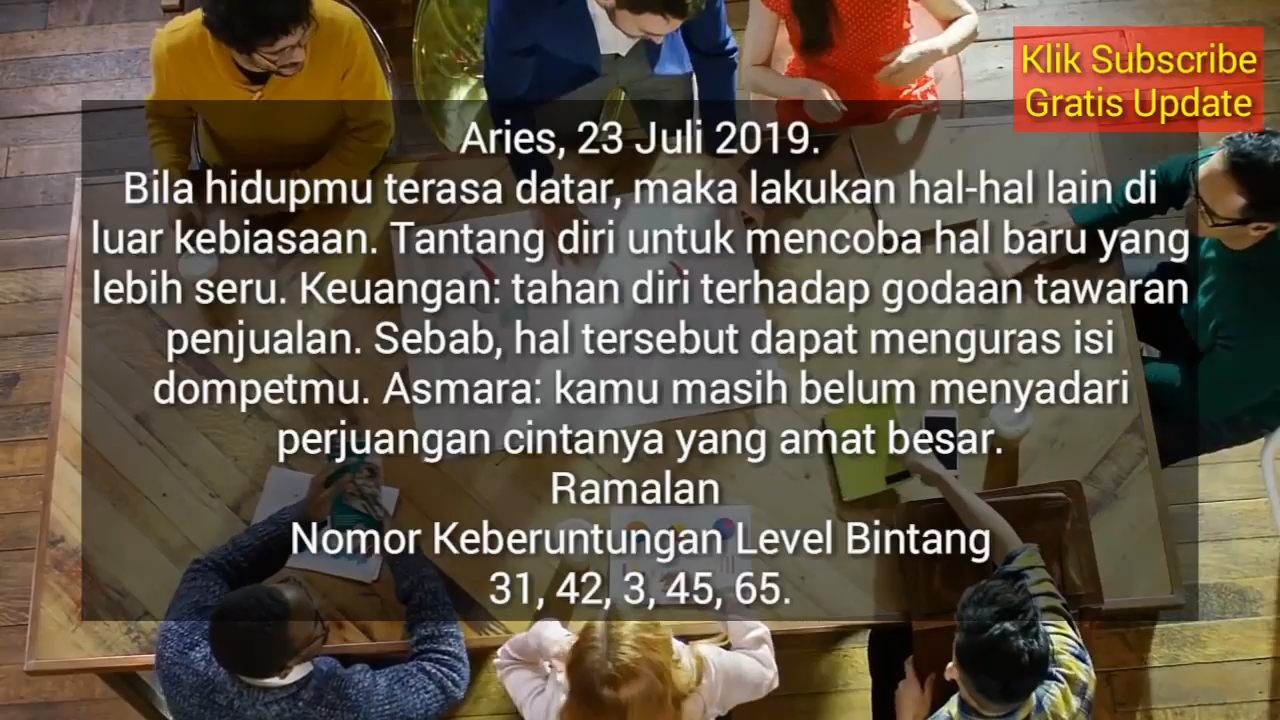 Klik Subscribe
Gratis Update
Aries, 23 Juli 2019.
Bila hidupmu terasa datar, maka lakukan hal-hal lain di
luar kebiasaan. Tantang diri untuk mencoba hal baru yang
lebih seru. Keuangan: tahan diri terhadap godaan tawaran
penjualan. Sebab, hal tersebut dapat menguras isi
dompetmu. Asmara: kamu masih belum menyadari
perjuangan cintanya yang amat besar.
Ramalan
Nomor Keberuntungan Level Bintang
31, 42, 3, 45, 65.